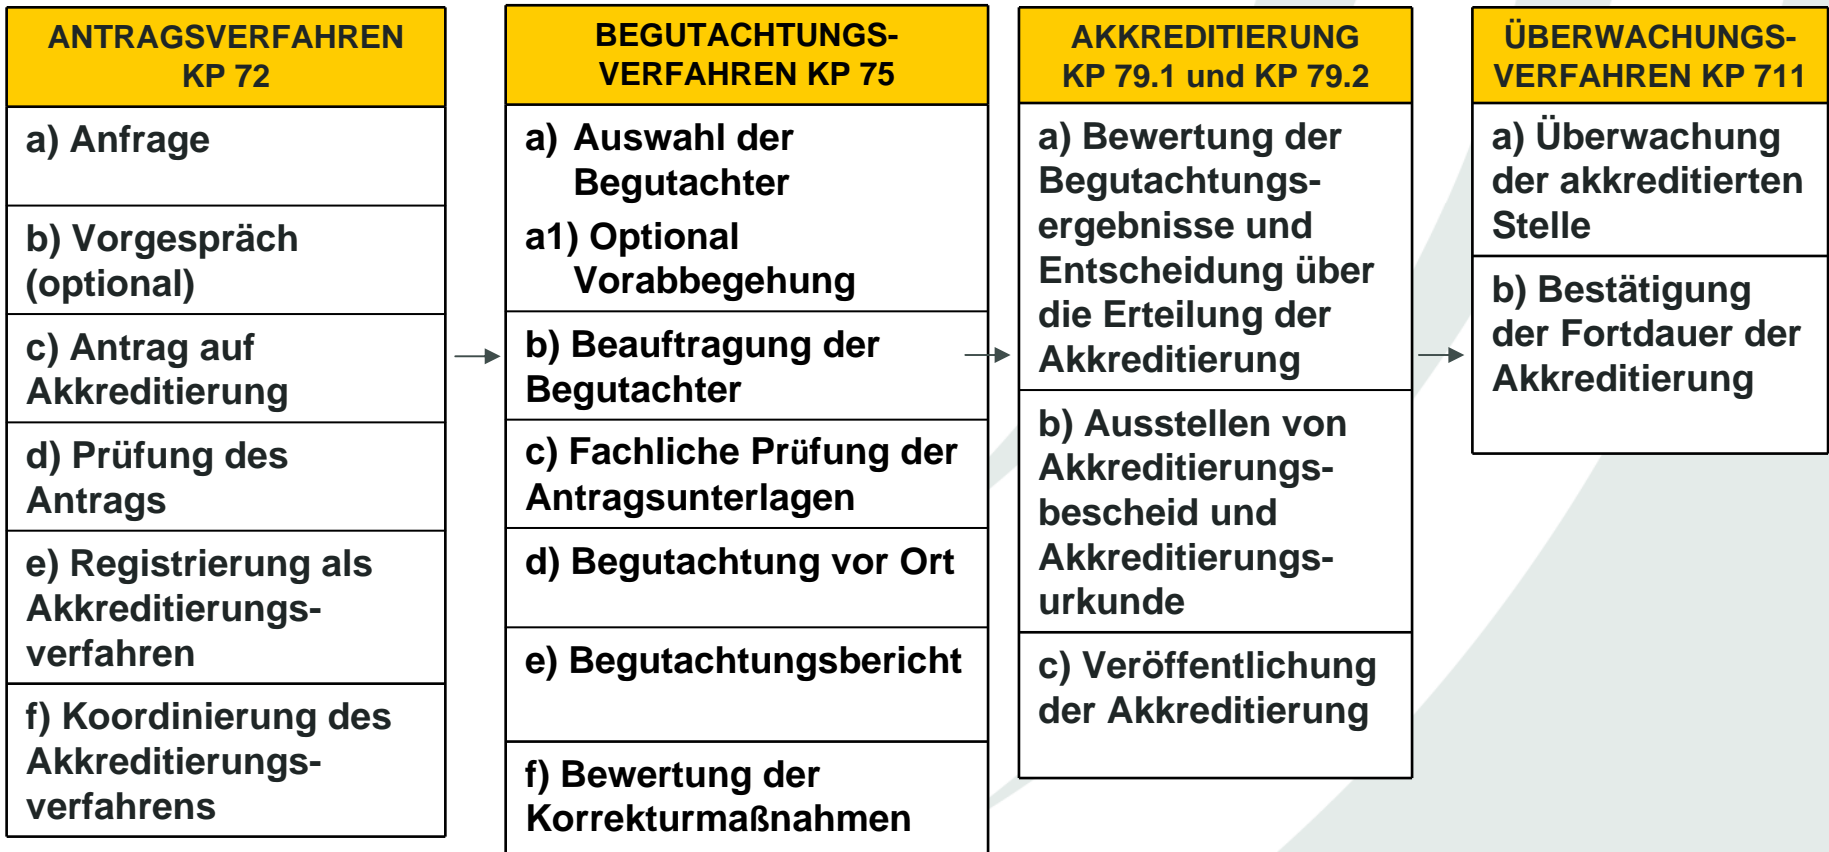 ANTRAGSVERFAHREN
KP 72
a) Anfrage
b) Vorgespräch
(optional)
c) Antrag auf
Akkreditierung
d) Prüfung des
Antrags
e) Registrierung als
Akkreditierungs-
verfahren
f) Koordinierung des
Akkreditierungs-
verfahrens
BEGUTACHTUNGS-
VERFAHREN KP 75
a) Auswahl der
Begutachter
a1) Optional
Vorabbegehung
b) Beauftragung der
Begutachter
c) Fachliche Prüfung der
Antragsunterlagen
d) Begutachtung vor Ort
e) Begutachtungsbericht
f) Bewertung der
Korrekturmaßnahmen
AKKREDITIERUNG
KP 79.1 und KP 79.2
a) Bewertung der
Begutachtungs-
ergebnisse und
Entscheidung über
die Erteilung der
Akkreditierung
b) Ausstellen von
Akkreditierungs-
bescheid und
Akkreditierungs-
urkunde
c) Veröffentlichung
der Akkreditierung
ÜBERWACHUNGS-
VERFAHREN KP 711
a) Überwachung
der akkreditierten
Stelle
b) Bestätigung
der Fortdauer der
Akkreditierung